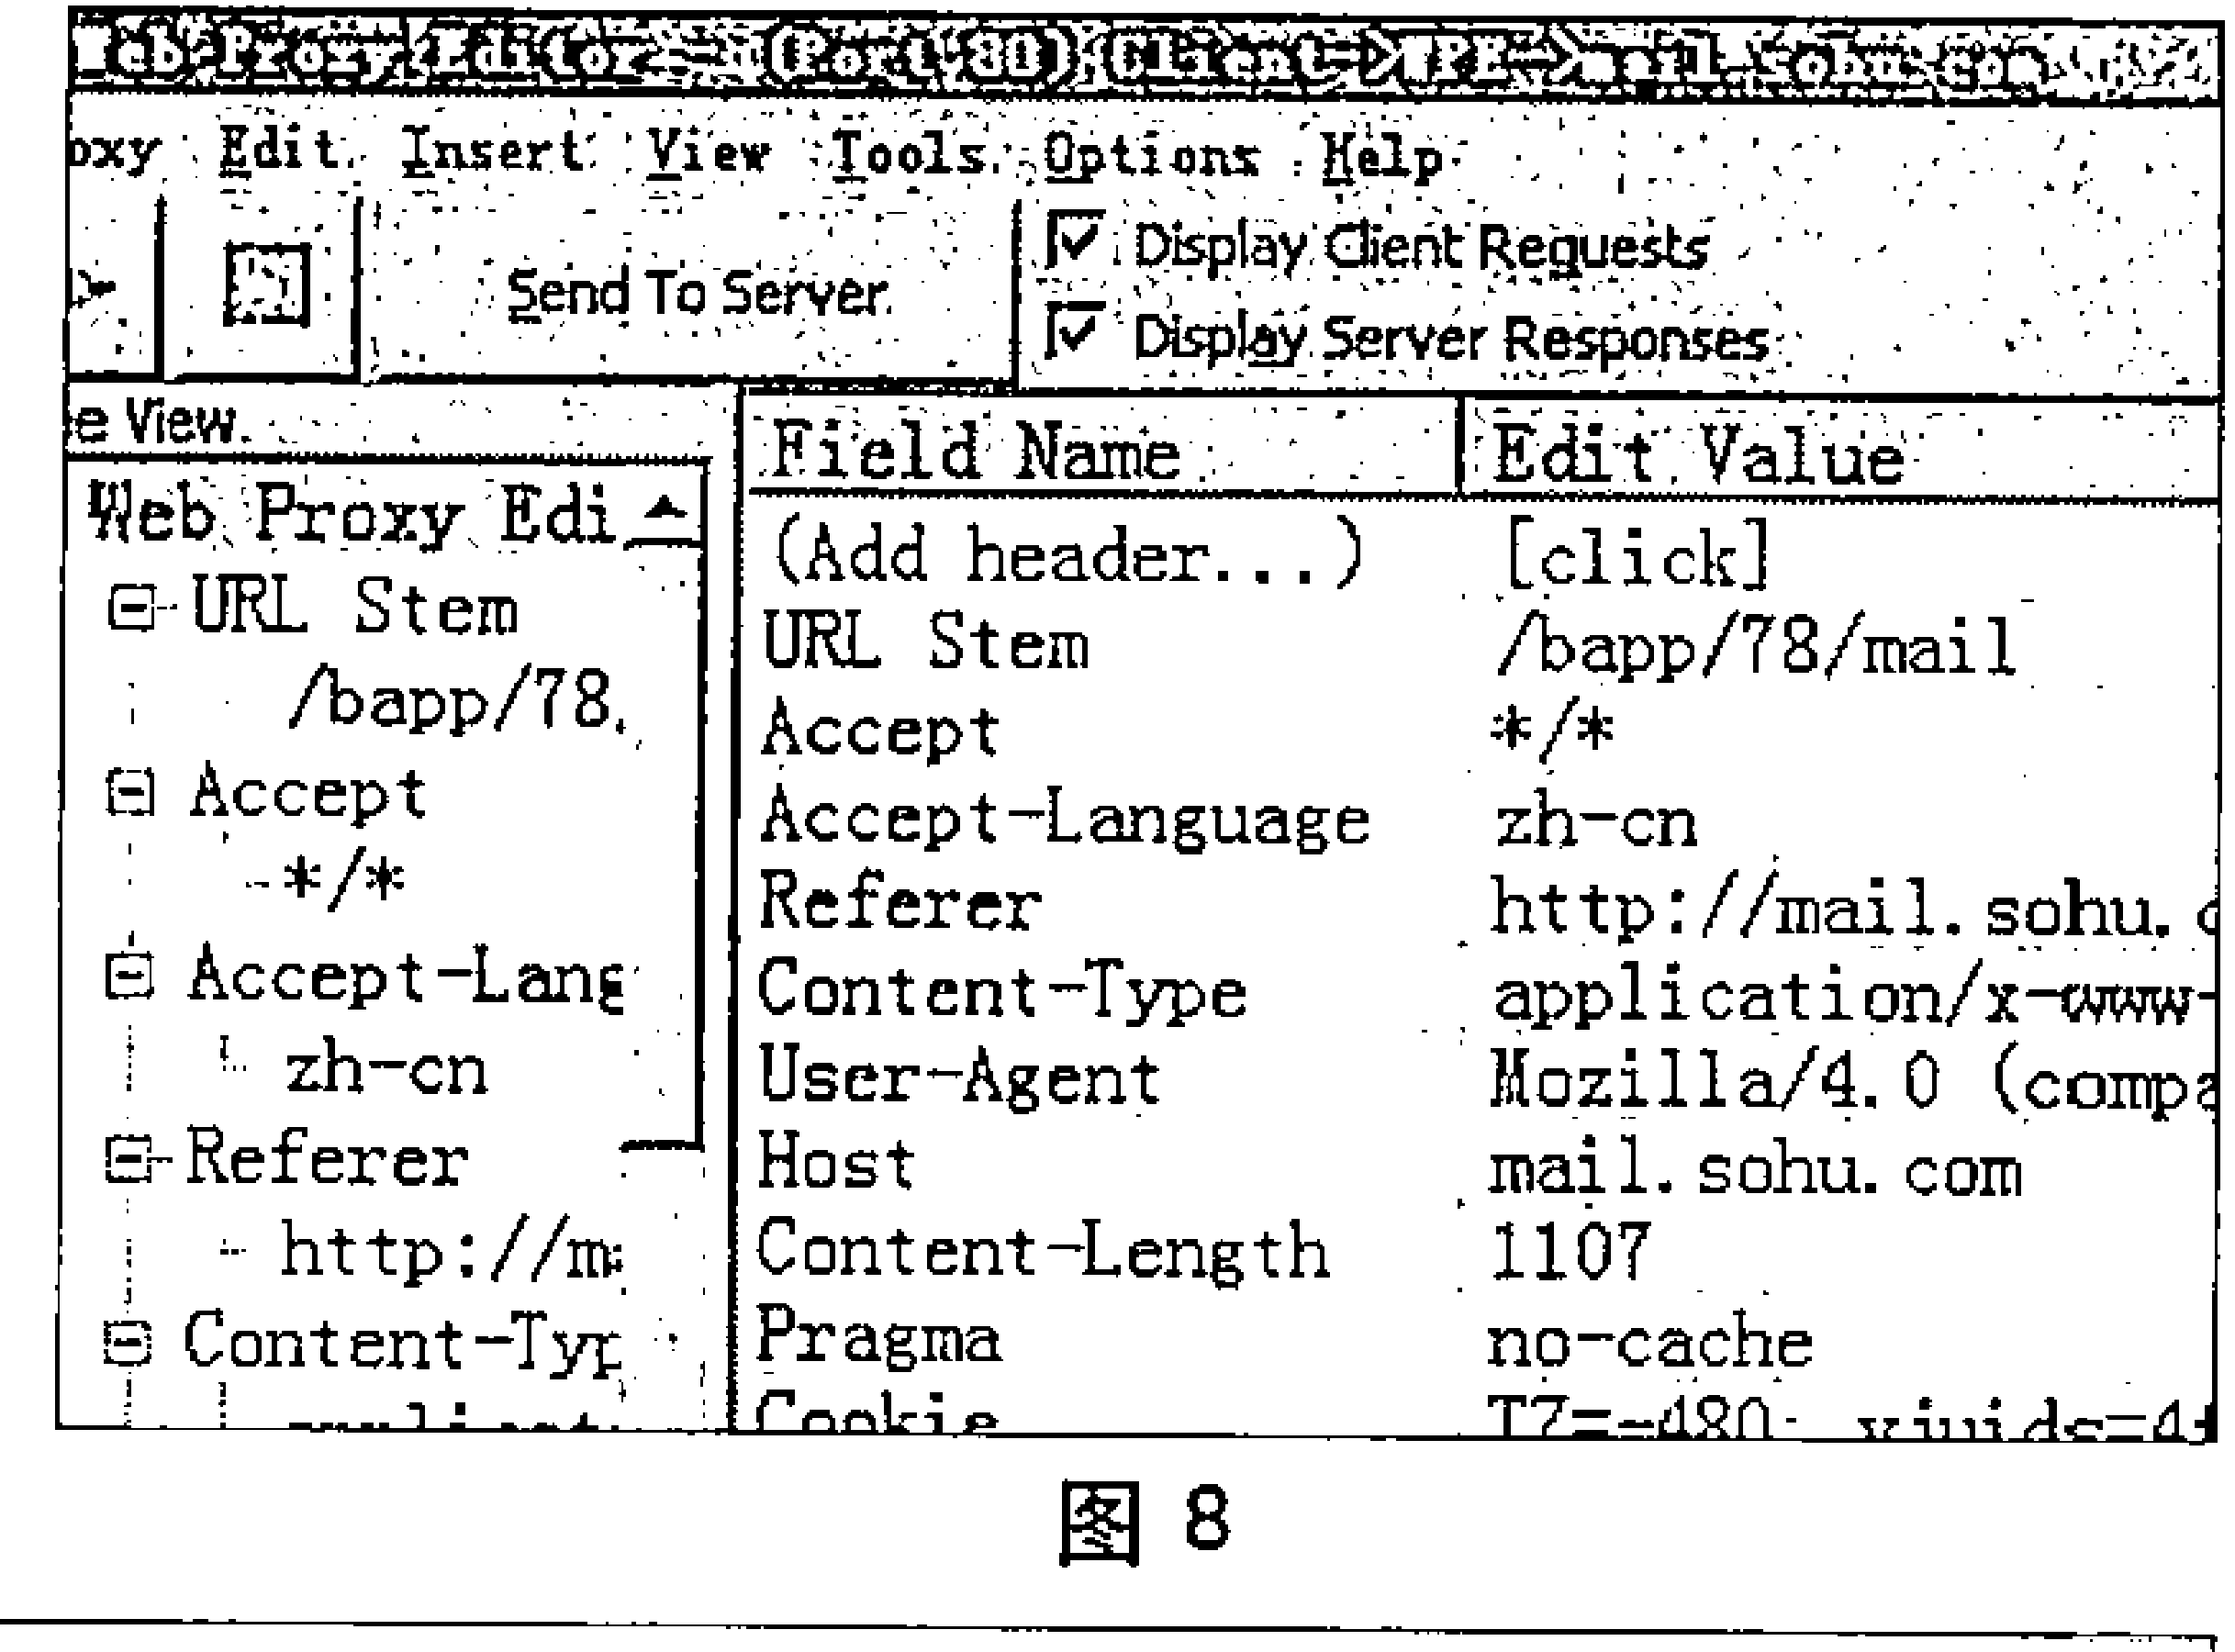 Web Proxy Editor - (Port 80) Client=>WPE=>mail.sohu.com
oxy Edit Insert View Tools Options Help
Send To Server
Display Client Requests
Display Server Responses
e View
Web Proxy Edi
URL Stem
/bapp/78
Accept
*/*
Accept-Lang
zh-cn
Referer
http://m
Content-Typ
Field Name Edit Value
(Add header...) [click]
URL Stem /bapp/78/mail
Accept */*
Accept-Language zh-cn
Referer http://mail.sohu.c
Content-Type application/x-www-
User-Agent Mozilla/4.0 (compa
Host mail.sohu.com
Content-Length 1107
Pragma no-cache
Cookie
图 8